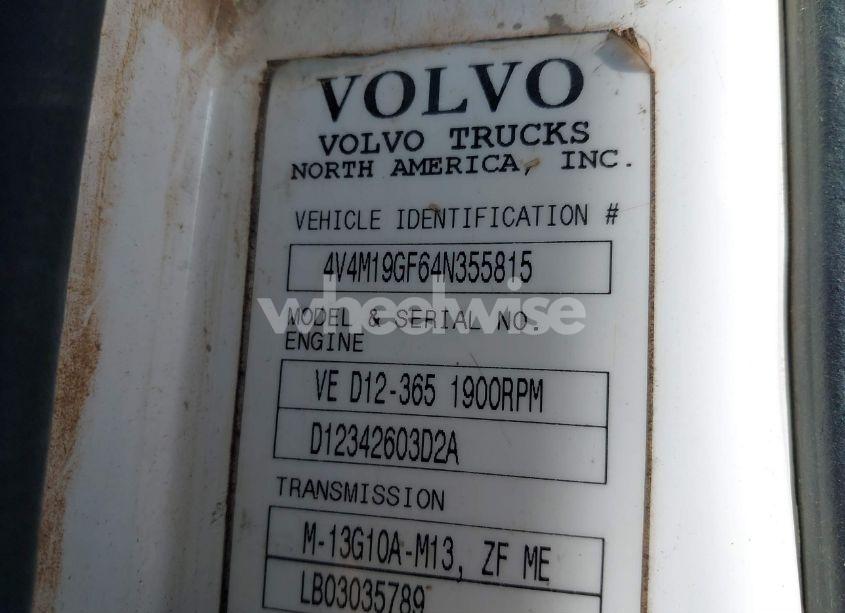 VOLVO
VOLVO TRUCKS
NORTH AMERICA, INC.
VEHICLE IDENTIFICATION #
4V4M19GF64N355815
wheelwise
MODEL & SERIAL NO.
ENGINE
VE D12-365 1900RPM
D12342603D2A
TRANSMISSION
M-13G10A-M13, ZF ME
LB03035789